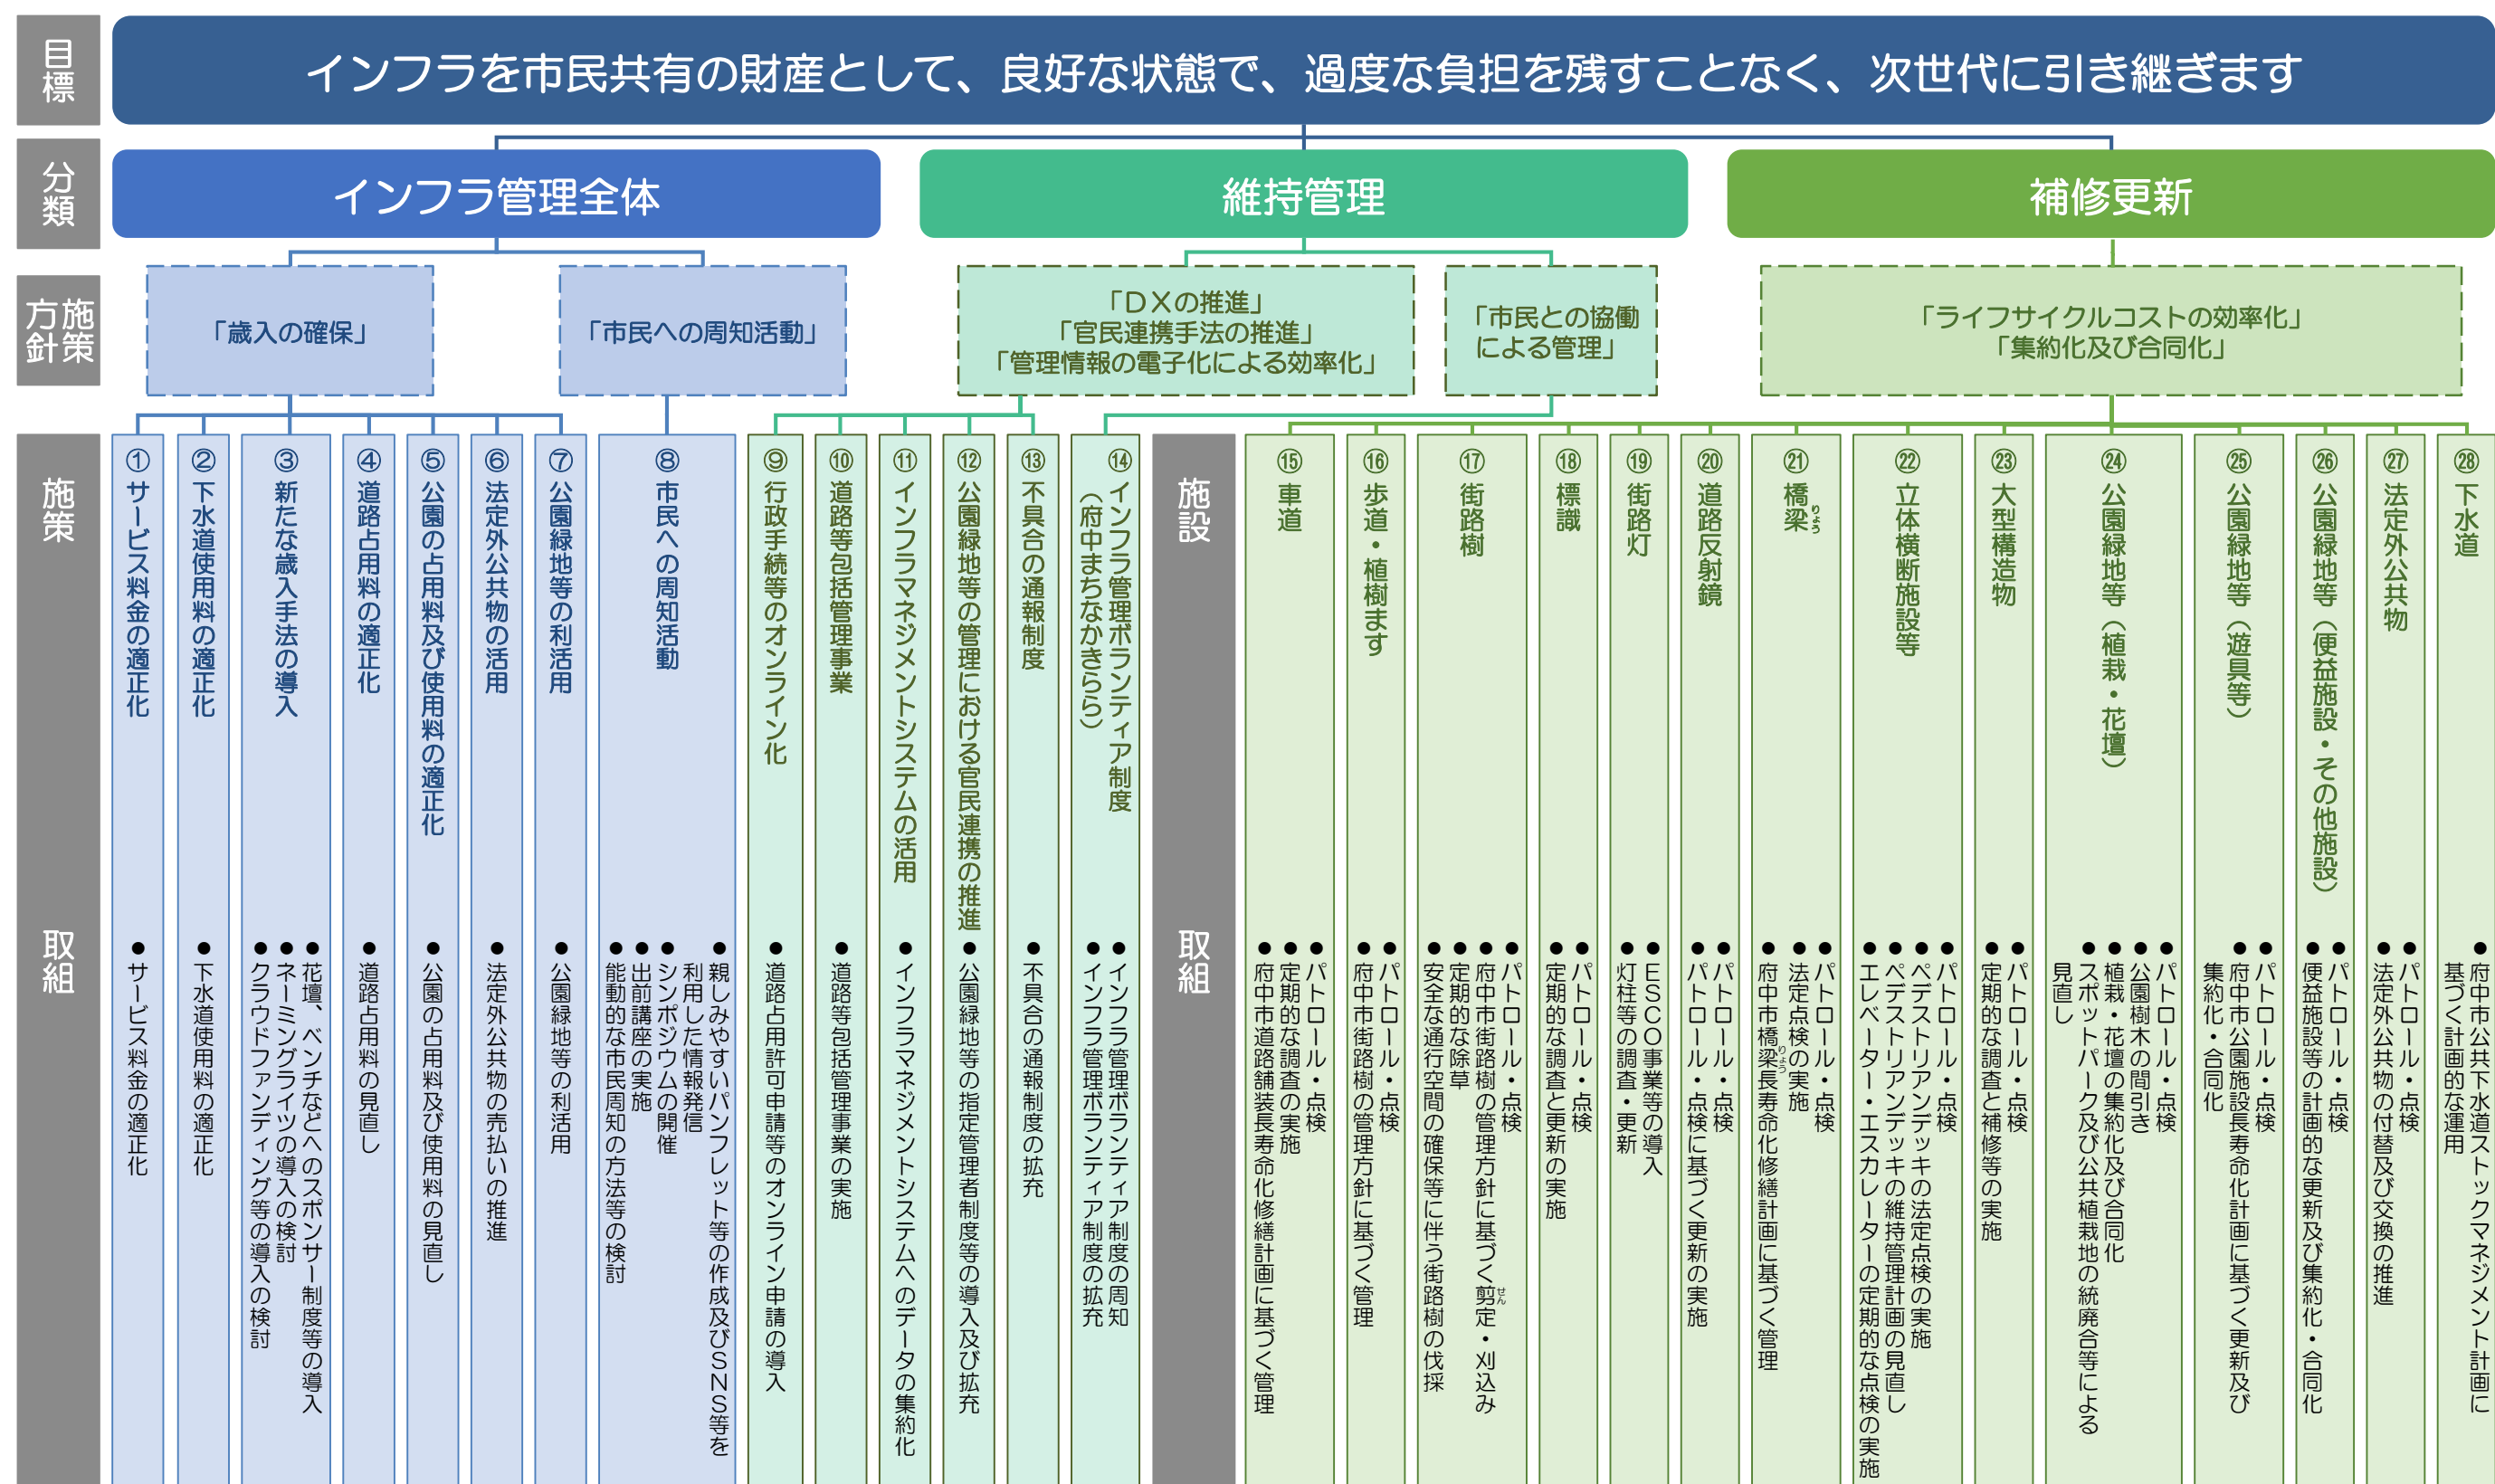 目標
インフラを市民共有の財産として、良好な状態で、過度な負担を残すことなく、次世代に引き継ぎます
分類
インフラ管理全体
維持管理
補修更新
施策方針
「歳入の確保」
「市民への周知活動」
「ＤＸの推進」
「官民連携手法の推進」
「管理情報の電子化による効率化」
「市民との協働
による管理」
「ライフサイクルコストの効率化」
「集約化及び合同化」
施策
取組
①サービス料金の適正化
●サービス料金の適正化
②下水道使用料の適正化
●下水道使用料の適正化
③新たな歳入手法の導入
●花壇、ベンチなどへのスポンサー制度等の導入
●ネーミングライツの導入の検討
●クラウドファンディング等の導入の検討
④道路占用料の適正化
●道路占用料の見直し
⑤公園の占用料及び使用料の適正化
●公園の占用料及び使用料の見直し
⑥法定外公共物の活用
●法定外公共物の売払いの推進
⑦公園緑地等の利活用
●公園緑地等の利活用
⑧市民への周知活動
●親しみやすいパンフレット等の作成及びＳＮＳ等を
利用した情報発信
●シンポジウムの開催
●出前講座の実施
●能動的な市民周知の方法等の検討
⑨行政手続等のオンライン化
●道路占用許可申請等のオンライン申請の導入
⑩道路等包括管理事業
●道路等包括管理事業の実施
⑪インフラマネジメントシステムの活用
●インフラマネジメントシステムへのデータの集約化
⑫公園緑地等の管理における官民連携の推進
●公園緑地等の指定管理者制度等の導入及び拡充
⑬不具合の通報制度
●不具合の通報制度の拡充
⑭インフラ管理ボランティア制度
（府中まちなかきらら）
●インフラ管理ボランティア制度の周知
●インフラ管理ボランティア制度の拡充
施設
取組
⑮車道
●パトロール・点検
●定期的な調査の実施
●府中市道路舗装長寿命化修繕計画に基づく管理
⑯歩道・植樹ます
●パトロール・点検
●府中市街路樹の管理方針に基づく管理
⑰街路樹
●パトロール・点検
●府中市街路樹の管理方針に基づく剪せん定・刈込み
●定期的な除草
●安全な通行空間の確保等に伴う街路樹の伐採
⑱標識
●パトロール・点検
●定期的な調査と更新の実施
⑲街路灯
●ＥＳＣＯ事業等の導入
●灯柱等の調査・更新
⑳道路反射鏡
●パトロール・点検
●パトロール・点検に基づく更新の実施
㉑橋梁りょう
●パトロール・点検
●法定点検の実施
●府中市橋梁りょう長寿命化修繕計画に基づく管理
㉒立体横断施設等
●パトロール・点検
●ペデストリアンデッキの法定点検の実施
●ペデストリアンデッキの維持管理計画の見直し
●エレベーター・エスカレーターの定期的な点検の実施
㉓大型構造物
●パトロール・点検
●定期的な調査と補修等の実施
㉔公園緑地等（植栽・花壇）
●パトロール・点検
●公園樹木の間引き
●植栽・花壇の集約化及び合同化
●スポットパーク及び公共植栽地の統廃合等による
見直し
㉕公園緑地等（遊具等）
●パトロール・点検
●府中市公園施設長寿命化計画に基づく更新及び
集約化・合同化
㉖公園緑地等（便益施設・その他施設）
●パトロール・点検
●便益施設等の計画的な更新及び集約化・合同化
㉗法定外公共物
●パトロール・点検
●法定外公共物の付替及び交換の推進
㉘下水道
●府中市公共下水道ストックマネジメント計画に
基づく計画的な運用